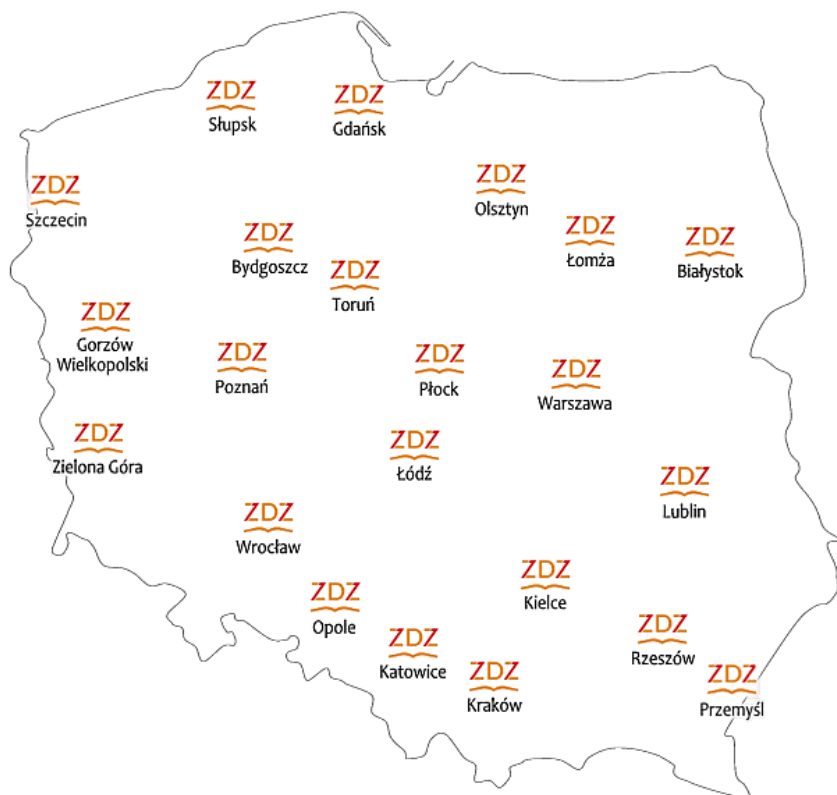 ZDZ
Słupsk
ZDZ
Gdańsk
ZDZ
Olsztyn
ZDZ
Szczecin
ZDZ
Łomża
ZDZ
Bydgoszcz
ZDZ
Białystok
ZDZ
Toruń
ZDZ
Gorzów
Wielkopolski
ZDZ
Poznań
ZDZ
Płock
ZDZ
Warszawa
ZDZ
Zielona Góra
ZDZ
Łódź
ZDZ
Lublin
ZDZ
Wrocław
ZDZ
Kielce
ZDZ
Opole
ZDZ
Rzeszów
ZDZ
Katowice
ZDZ
Kraków
ZDZ
Przemyśl